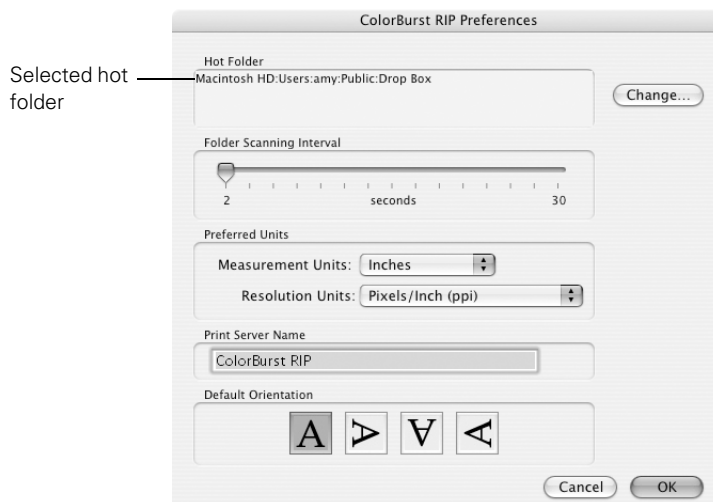 ColorBurst RIP Preferences
Selected hot
folder
Hot Folder
Macintosh HD:Users:amy:Public:Drop Box
Change...
Folder Scanning Interval
2 seconds 30
Preferred Units
Measurement Units: Inches
Resolution Units: Pixels/Inch (ppi)
Print Server Name
ColorBurst RIP
Default Orientation
A A A A
Cancel OK